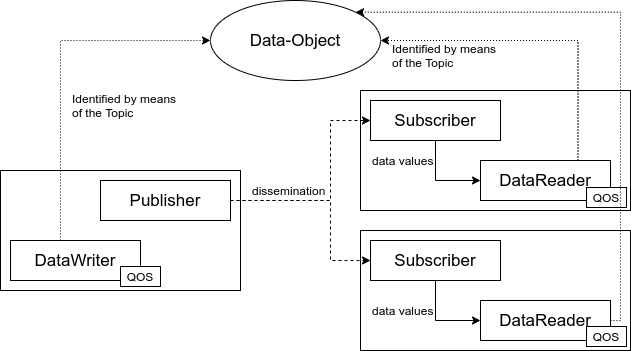 Data-Object
Identified by means
of the Topic
Identified by means
of the Topic
Subscriber
data values
DataReader
QOS
Publisher
dissemination
DataWriter
QOS
Subscriber
data values
DataReader
QOS